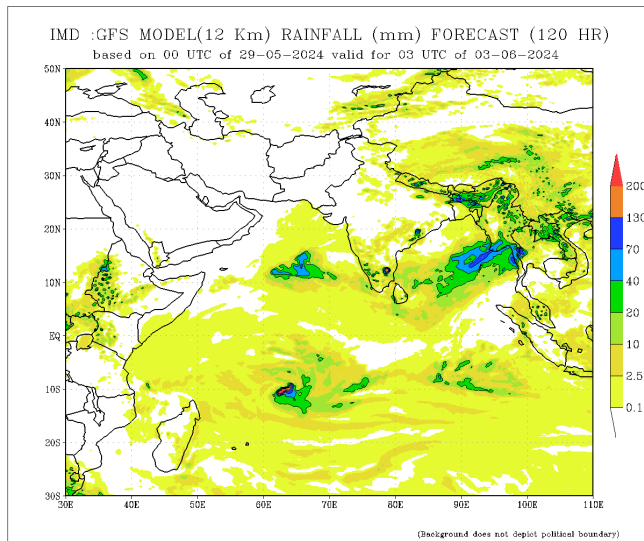 IMD :GFS MODEL(12 Km) RAINFALL (mm) FORECAST (120 HR)
based on 00 UTC of 29-05-2024 valid for 03 UTC of 03-06-2024
50N
40N
30N
20N
10N
EQ
10S
20S
30S
30E 40E 50E 60E 70E 80E 90E 100E 110E
200
130
70
40
20
10
2.5
0.1
(Background does not depict political boundary)